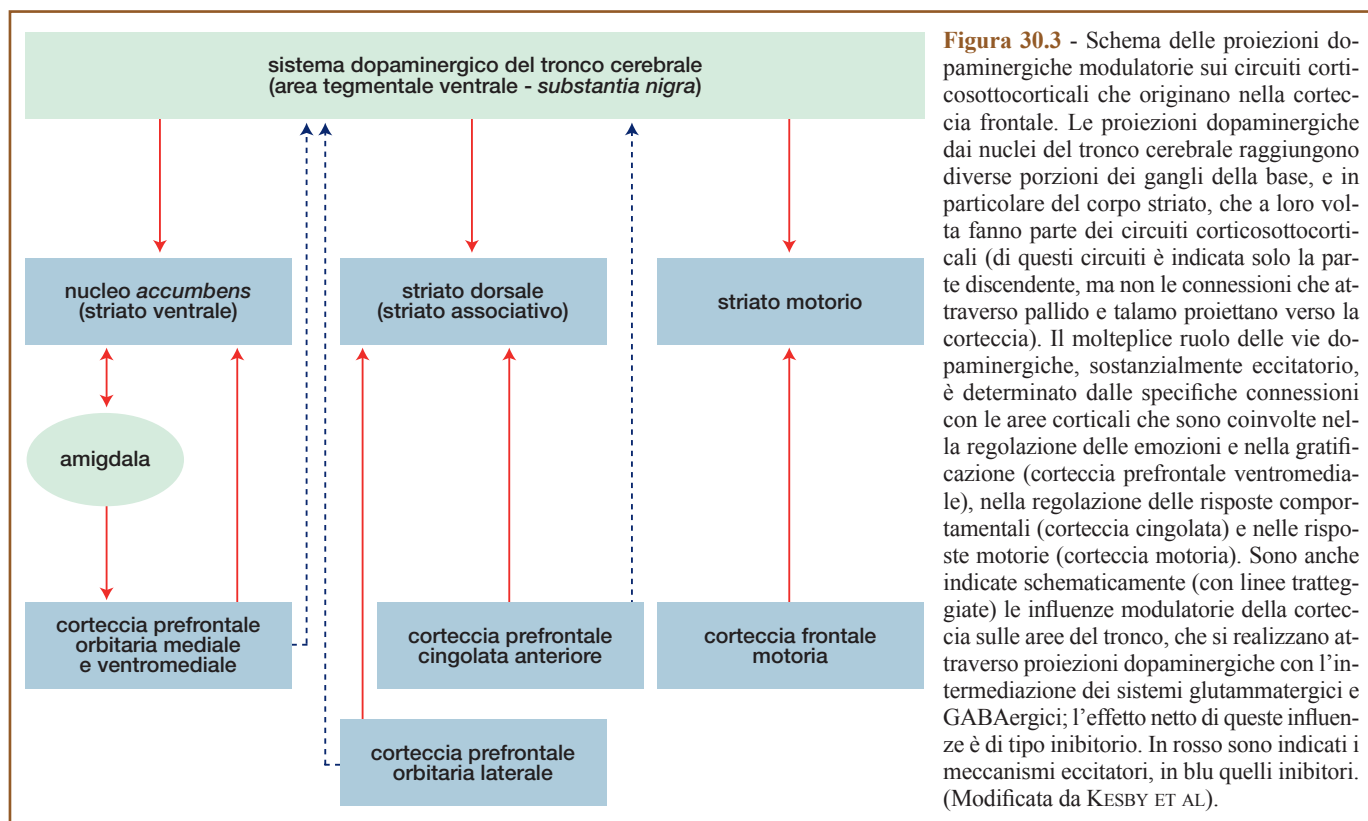 sistema dopaminergico del tronco cerebrale
(area tegmentale ventrale - substantia nigra)
nucleo accumbens
(striato ventrale)
striato dorsale
(striato associativo)
striato motorio
amigdala
corteccia prefrontale
orbitaria mediale
e ventromediale
corteccia prefrontale
cingolata anteriore
corteccia frontale
motoria
corteccia prefrontale
orbitaria laterale
Figura 30.3 - Schema delle proiezioni do-
paminergiche modulatorie sui circuiti corti-
cosottocorticali che originano nella cortec-
cia frontale. Le proiezioni dopaminergiche
dai nuclei del tronco cerebrale raggiungono
diverse porzioni dei gangli della base, e in
particolare del corpo striato, che a loro vol-
ta fanno parte dei circuiti corticosottocorti-
cali (di questi circuiti è indicata solo la par-
te discendente, ma non le connessioni che at-
traverso pallido e talamo proiettano verso la
corteccia). Il molteplice ruolo delle vie do-
paminergiche, sostanzialmente eccitatorio,
è determinato dalle specifiche connessioni
con le aree corticali che sono coinvolte nel-
la regolazione delle emozioni e nella gratifi-
cazione (corteccia prefrontale ventromedia-
le), nella regolazione delle risposte compor-
tamentali (corteccia cingolata) e nelle rispo-
ste motorie (corteccia motoria). Sono anche
indicate schematicamente (con linee tratteg-
giate) le influenze modulatorie della cortec-
cia sulle aree del tronco, che si realizzano at-
traverso proiezioni dopaminergiche con l'in-
termediazione dei sistemi glutammatergici e
GABAergici; l'effetto netto di queste influen-
ze è di tipo inibitorio. In rosso sono indicati i
meccanismi eccitatori, in blu quelli inibitori.
(Modificata da KESBY ET AL).